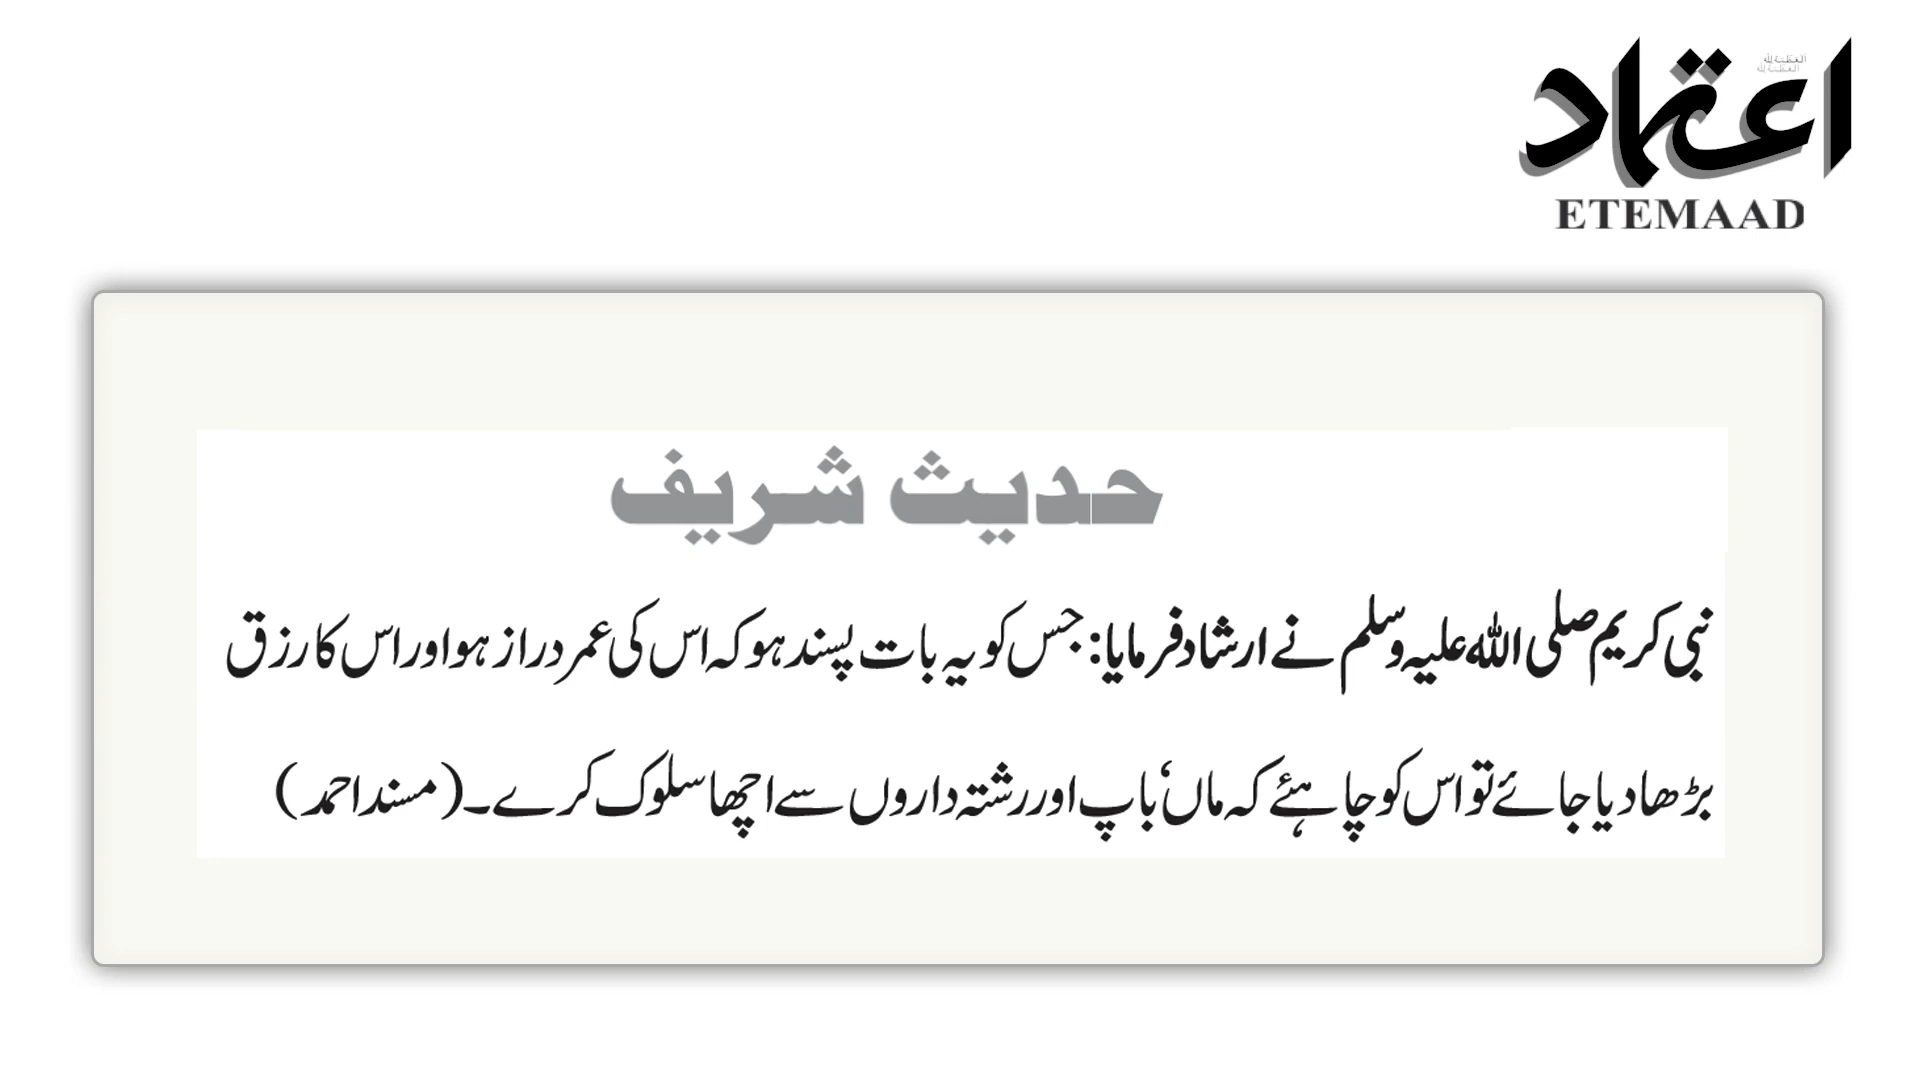 اعتماد
ETEMAAD
حدیث شریف
نبی کریم صلی اللہ علیہ وسلم نے ارشاد فرمایا: جس کو یہ بات پسند ہو کہ اس کی عمر دراز ہو اور اس کا رزق
بڑھا دیا جائے تو اس کو چاہئے کہ ماں‘ باپ اور رشتہ داروں سے اچھا سلوک کرے۔ (مسند احمد)